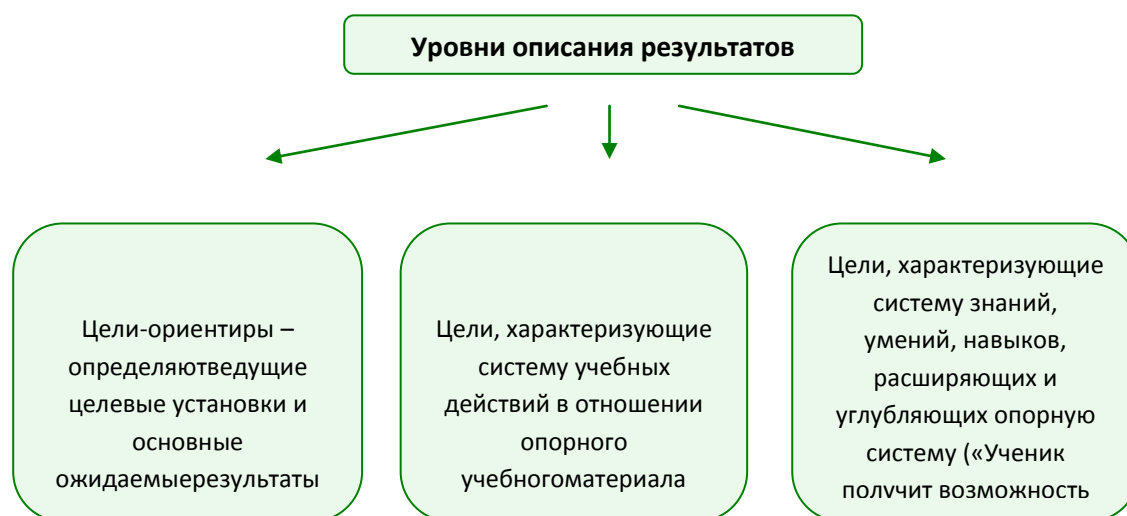 Уровни описания результатов
Цели-ориентиры –
определяютведущие
целевые установки и
основные
ожидаемыерезультаты
Цели, характеризующие
систему учебных
действий в отношении
опорного
учебногоматериала
Цели, характеризующие
систему знаний,
умений, навыков,
расширяющих и
углубляющих опорную
систему («Ученик
получит возможность